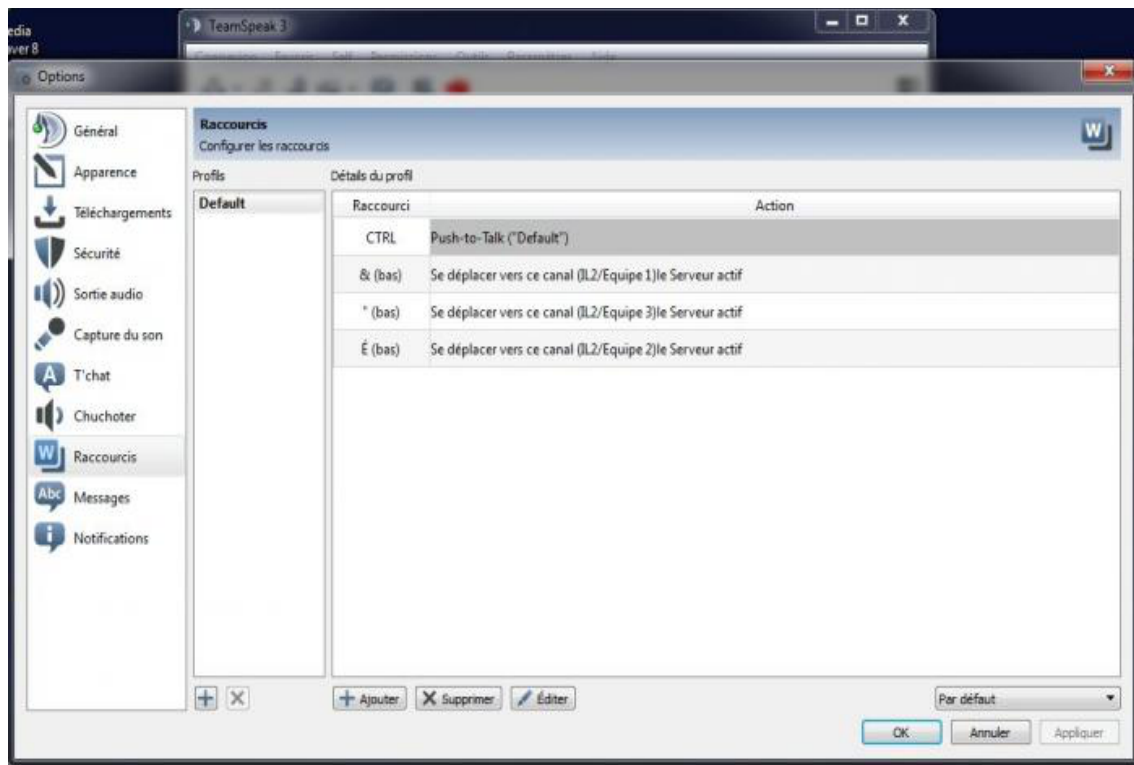 edia
ver 8
TeamSpeak 3
Options
Général
Apparence
Téléchargements
Sécurité
Sortie audio
Capture du son
T'chat
Chuchoter
Raccourcis
Messages
Notifications
Raccourcis
Configurer les raccourcis
Profils
Default
Détails du profil
Raccourci Action
CTRL Push-to-Talk ("Default")
& (bas) Se déplacer vers ce canal (IL2/Equipe 1)le Serveur actif
" (bas) Se déplacer vers ce canal (IL2/Equipe 3)le Serveur actif
É (bas) Se déplacer vers ce canal (IL2/Equipe 2)le Serveur actif
Ajouter Supprimer Éditer Par défaut
OK Annuler Appliquer